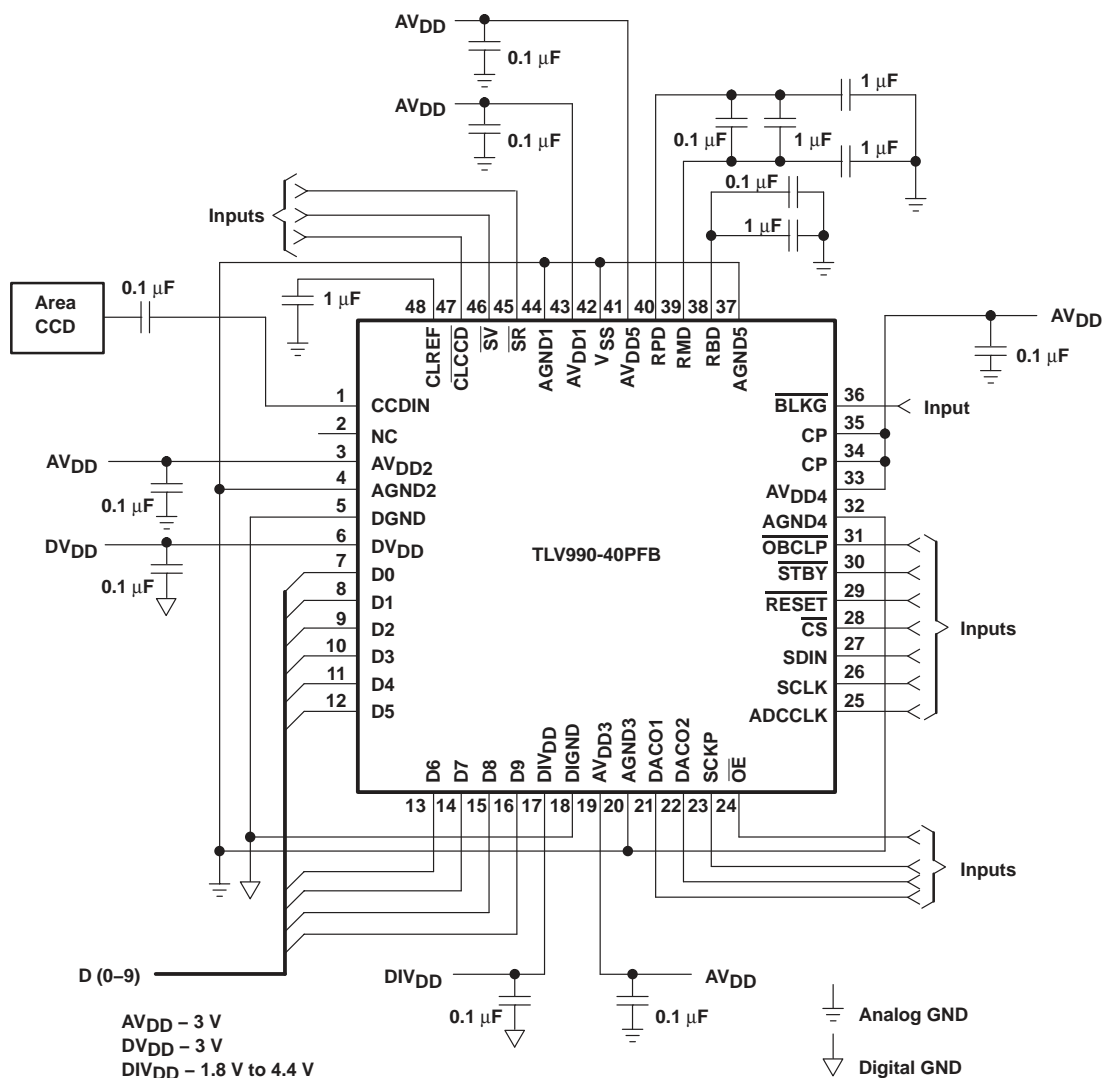 AVDD
0.1 μF
AVDD
0.1 μF
1 μF
0.1 μF
1 μF
1 μF
0.1 μF
1 μF
Inputs
Area
CCD
0.1 μF
1 μF
48 47 46 45 44 43 42 41 40 39 38 37
CLREF
CLCCD
SV
SR
AGND1
AVDD1
VSS
AVDD5
RPD
RMD
RBD
AGND5
AVDD
0.1 μF
1 CCDIN
2 NC
3 AVDD2
4 AGND2
5 DGND
6 DVDD
7 D0
8 D1
9 D2
10 D3
11 D4
12 D5
AVDD
0.1 μF
DVDD
0.1 μF
TLV990-40PFB
BLKG 36 Input
CP 35
CP 34
AVDD4 33
AGND4 32
OBCLP 31
STBY 30
RESET 29
CS 28
SDIN 27
SCLK 26
ADCCLK 25
Inputs
D6
D7
D8
D9
DIVDD
DIGND
AVDD3
AGND3
DACO1
DACO2
SCKP
OE
13 14 15 16 17 18 19 20 21 22 23 24
Inputs
D (0–9)
DIVDD
0.1 μF
AVDD
0.1 μF
AVDD – 3 V
DVDD – 3 V
DIVDD – 1.8 V to 4.4 V
Analog GND
Digital GND